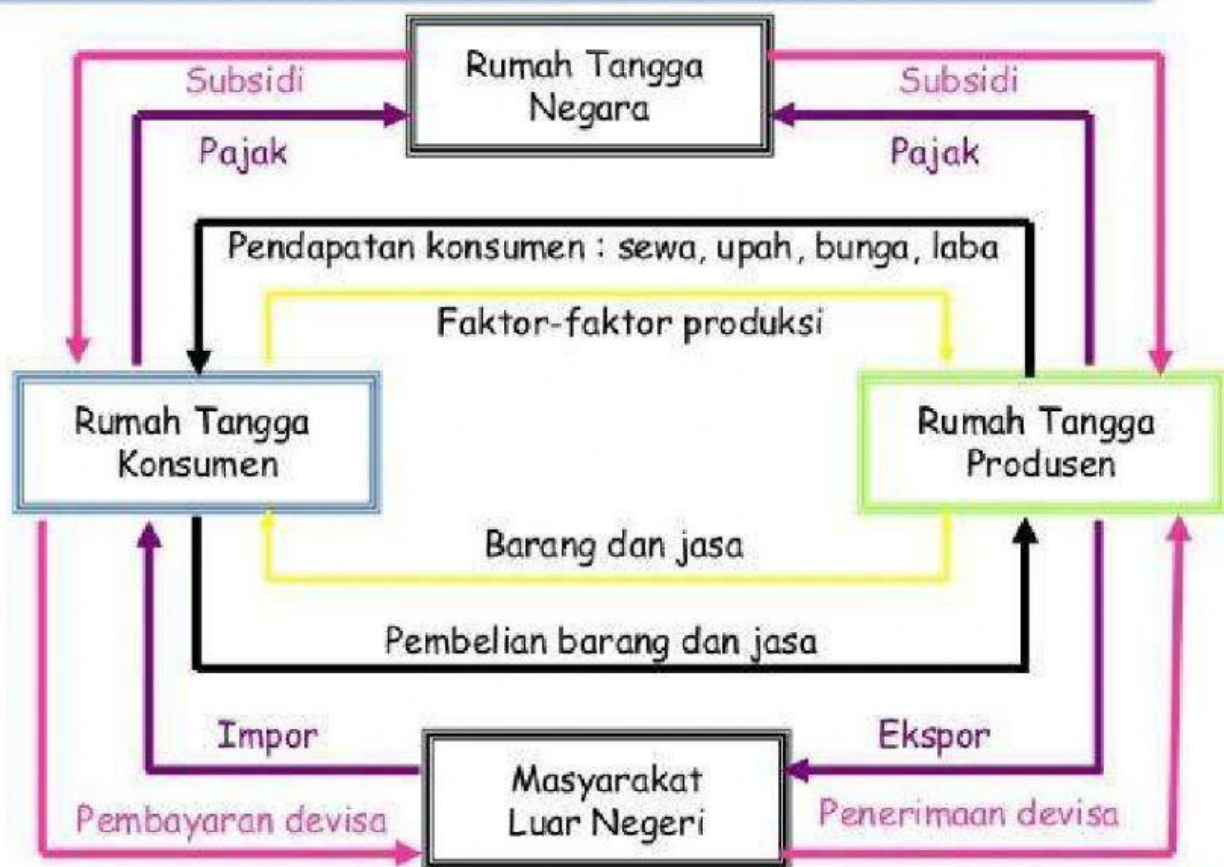 Rumah Tangga
Negara
Subsidi
Subsidi
Pajak
Pajak
Pendapatan konsumen : sewa, upah, bunga, laba
Faktor-faktor produksi
Rumah Tangga
Konsumen
Rumah Tangga
Produsen
Barang dan jasa
Pembelian barang dan jasa
Impor
Ekspor
Masyarakat
Luar Negeri
Pembayaran devisa
Penerimaan devisa